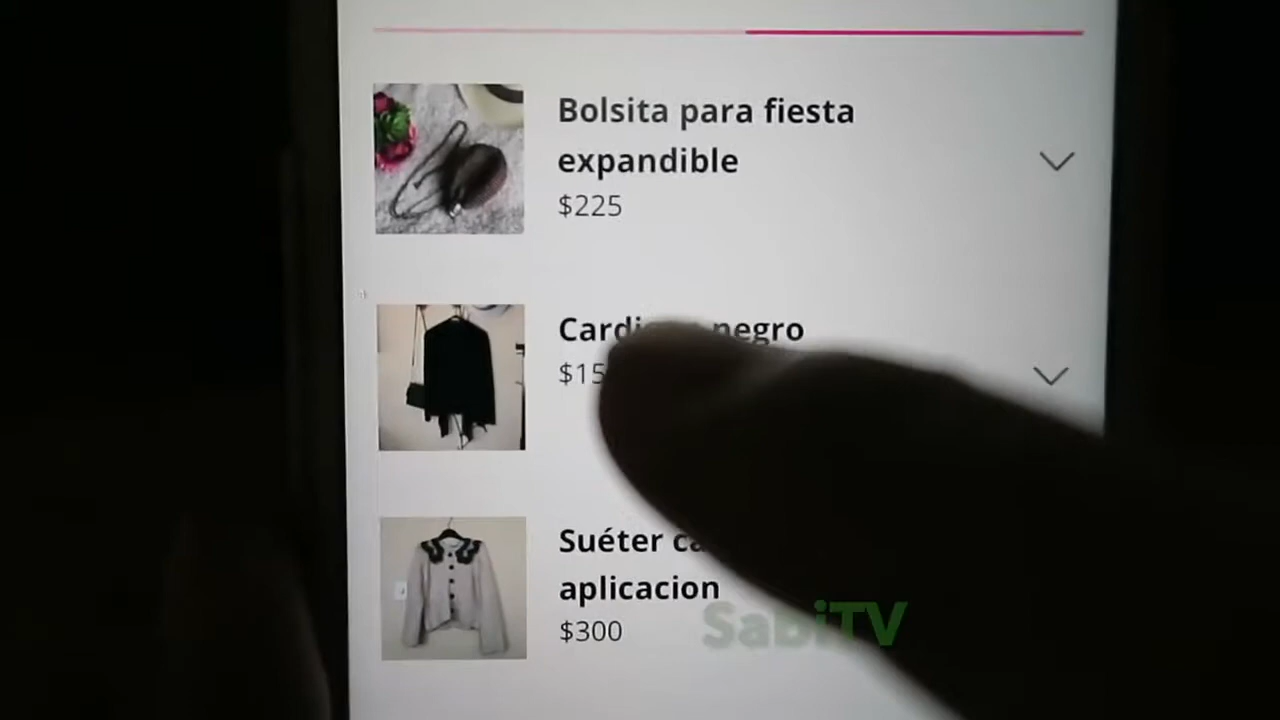 Bolsita para fiesta
expandible
$225
negro
Suéter
aplicacion
$300
SabiTV